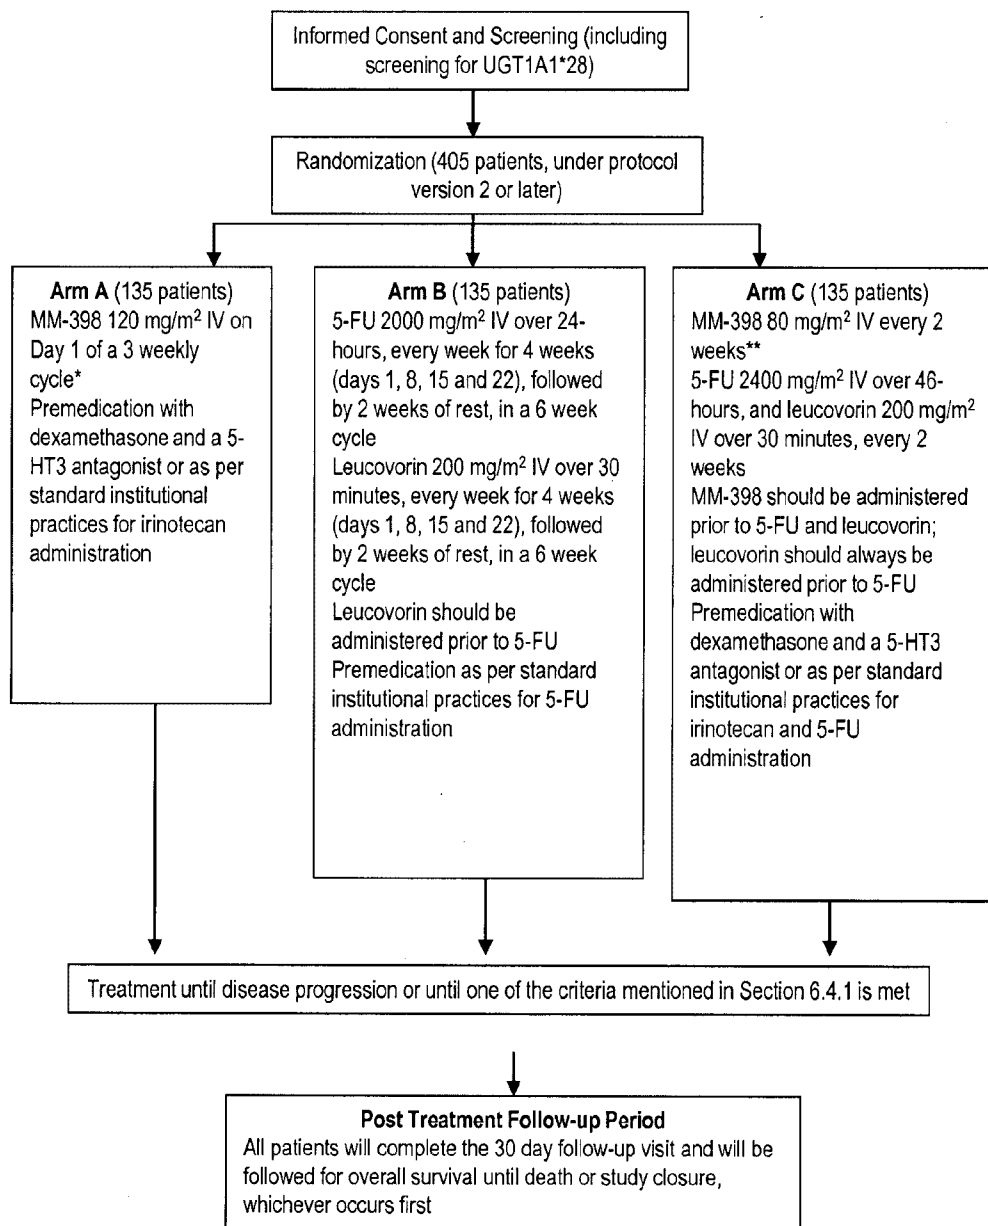 Informed Consent and Screening (including
screening for UGT1A1*28)
Randomization (405 patients, under protocol
version 2 or later)
Arm A (135 patients)
MM-398 120 mg/m² IV on
Day 1 of a 3 weekly
cycle*
Premedication with
dexamethasone and a 5-
HT3 antagonist or as per
standard institutional
practices for irinotecan
administration
Arm B (135 patients)
5-FU 2000 mg/m² IV over 24-
hours, every week for 4 weeks
(days 1, 8, 15 and 22), followed
by 2 weeks of rest, in a 6 week
cycle
Leucovorin 200 mg/m² IV over 30
minutes, every week for 4 weeks
(days 1, 8, 15 and 22), followed
by 2 weeks of rest, in a 6 week
cycle
Leucovorin should be
administered prior to 5-FU
Premedication as per standard
institutional practices for 5-FU
administration
Arm C (135 patients)
MM-398 80 mg/m² IV every 2
weeks**
5-FU 2400 mg/m² IV over 46-
hours, and leucovorin 200 mg/m²
IV over 30 minutes, every 2
weeks
MM-398 should be administered
prior to 5-FU and leucovorin;
leucovorin should always be
administered prior to 5-FU
Premedication with
dexamethasone and a 5-HT3
antagonist or as per standard
institutional practices for
irinotecan and 5-FU
administration
Treatment until disease progression or until one of the criteria mentioned in Section 6.4.1 is met
Post Treatment Follow-up Period
All patients will complete the 30 day follow-up visit and will be
followed for overall survival until death or study closure,
whichever occurs first